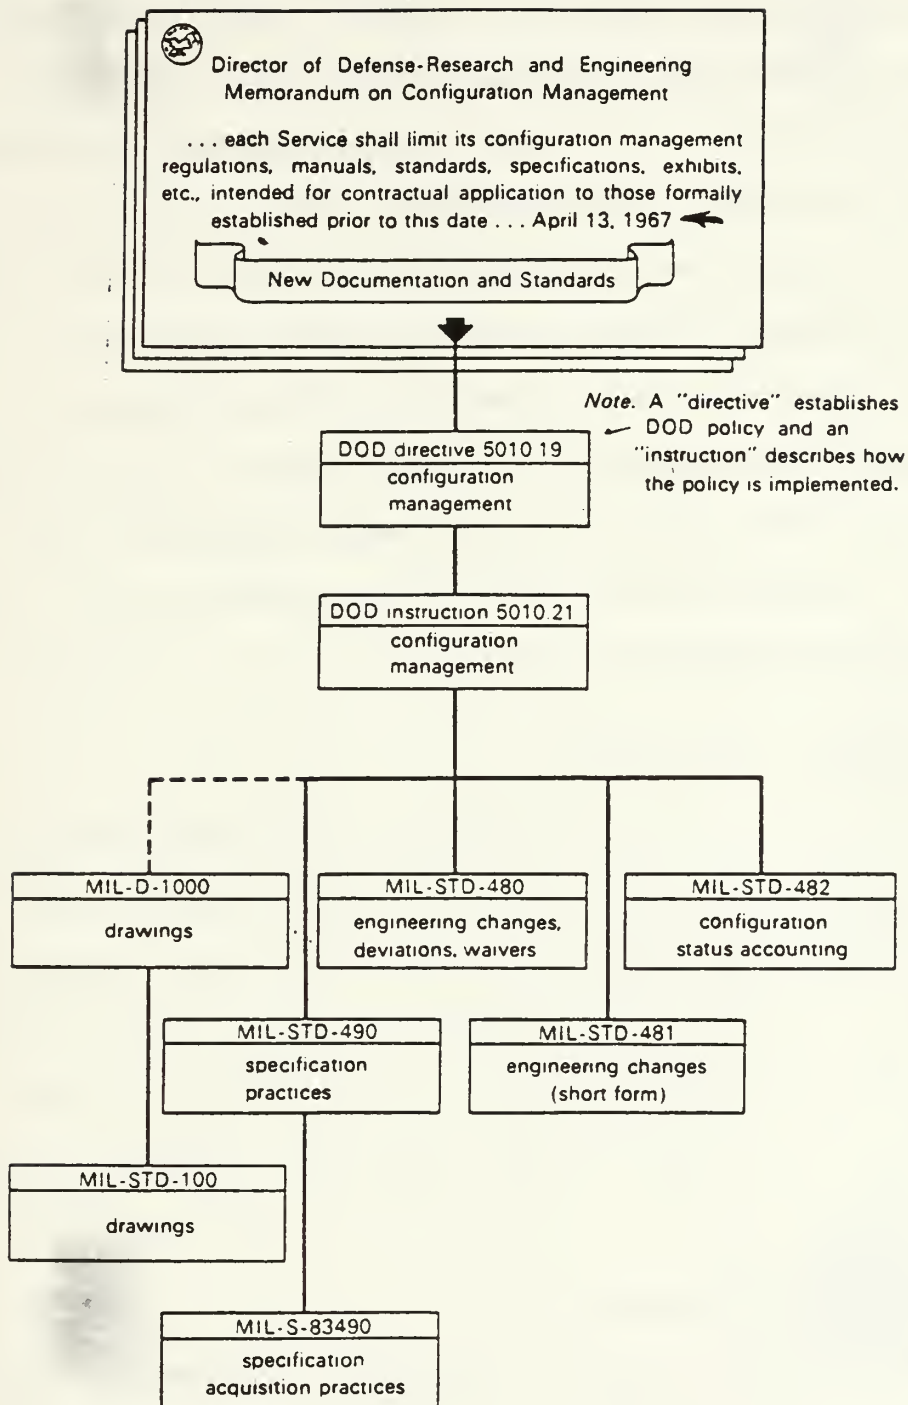 Director of Defense-Research and Engineering
Memorandum on Configuration Management
... each Service shall limit its configuration management
regulations, manuals, standards, specifications, exhibits,
etc., intended for contractual application to those formally
established prior to this date ... April 13, 1967
New Documentation and Standards
Note. A "directive" establishes
DOD policy and an
"instruction" describes how
the policy is implemented.
DOD directive 5010 19
configuration
management
DOD instruction 5010.21
configuration
management
MIL-D-1000
drawings
MIL-STD-480
engineering changes,
deviations, waivers
MIL-STD-482
configuration
status accounting
MIL-STD-490
specification
practices
MIL-STD-481
engineering changes
(short form)
MIL-STD-100
drawings
MIL-S-83490
specification
acquisition practices